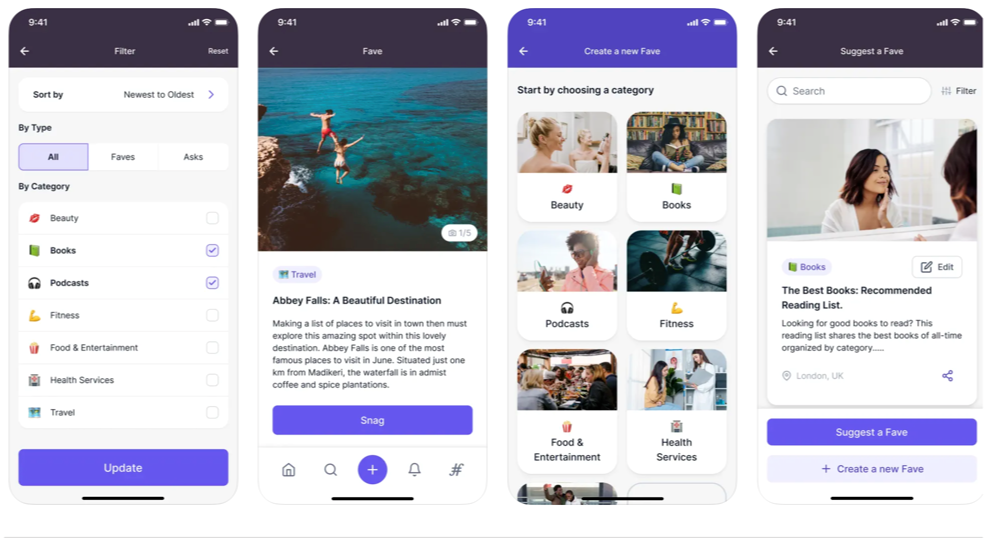 9:41
Filter
Reset
Sort by
Newest to Oldest
By Type
All
Faves
Asks
By Category
Beauty
Books
Podcasts
Fitness
Food & Entertainment
Health Services
Travel
Update
9:41
Fave
1/5
Travel
Abbey Falls: A Beautiful Destination
Making a list of places to visit in town then must
explore this amazing spot within this lovely
destination. Abbey Falls is one of the most
famous places to visit in June. Situated just one
km from Madikeri, the waterfall is in admist
coffee and spice plantations.
Snag
9:41
Create a new Fave
Start by choosing a category
Beauty
Books
Podcasts
Fitness
Food &
Entertainment
Health
Services
9:41
Suggest a Fave
Search
Filter
Books
Edit
The Best Books: Recommended
Reading List.
Looking for good books to read? This
reading list shares the best books of all-time
organized by category.....
London, UK
Suggest a Fave
+ Create a new Fave